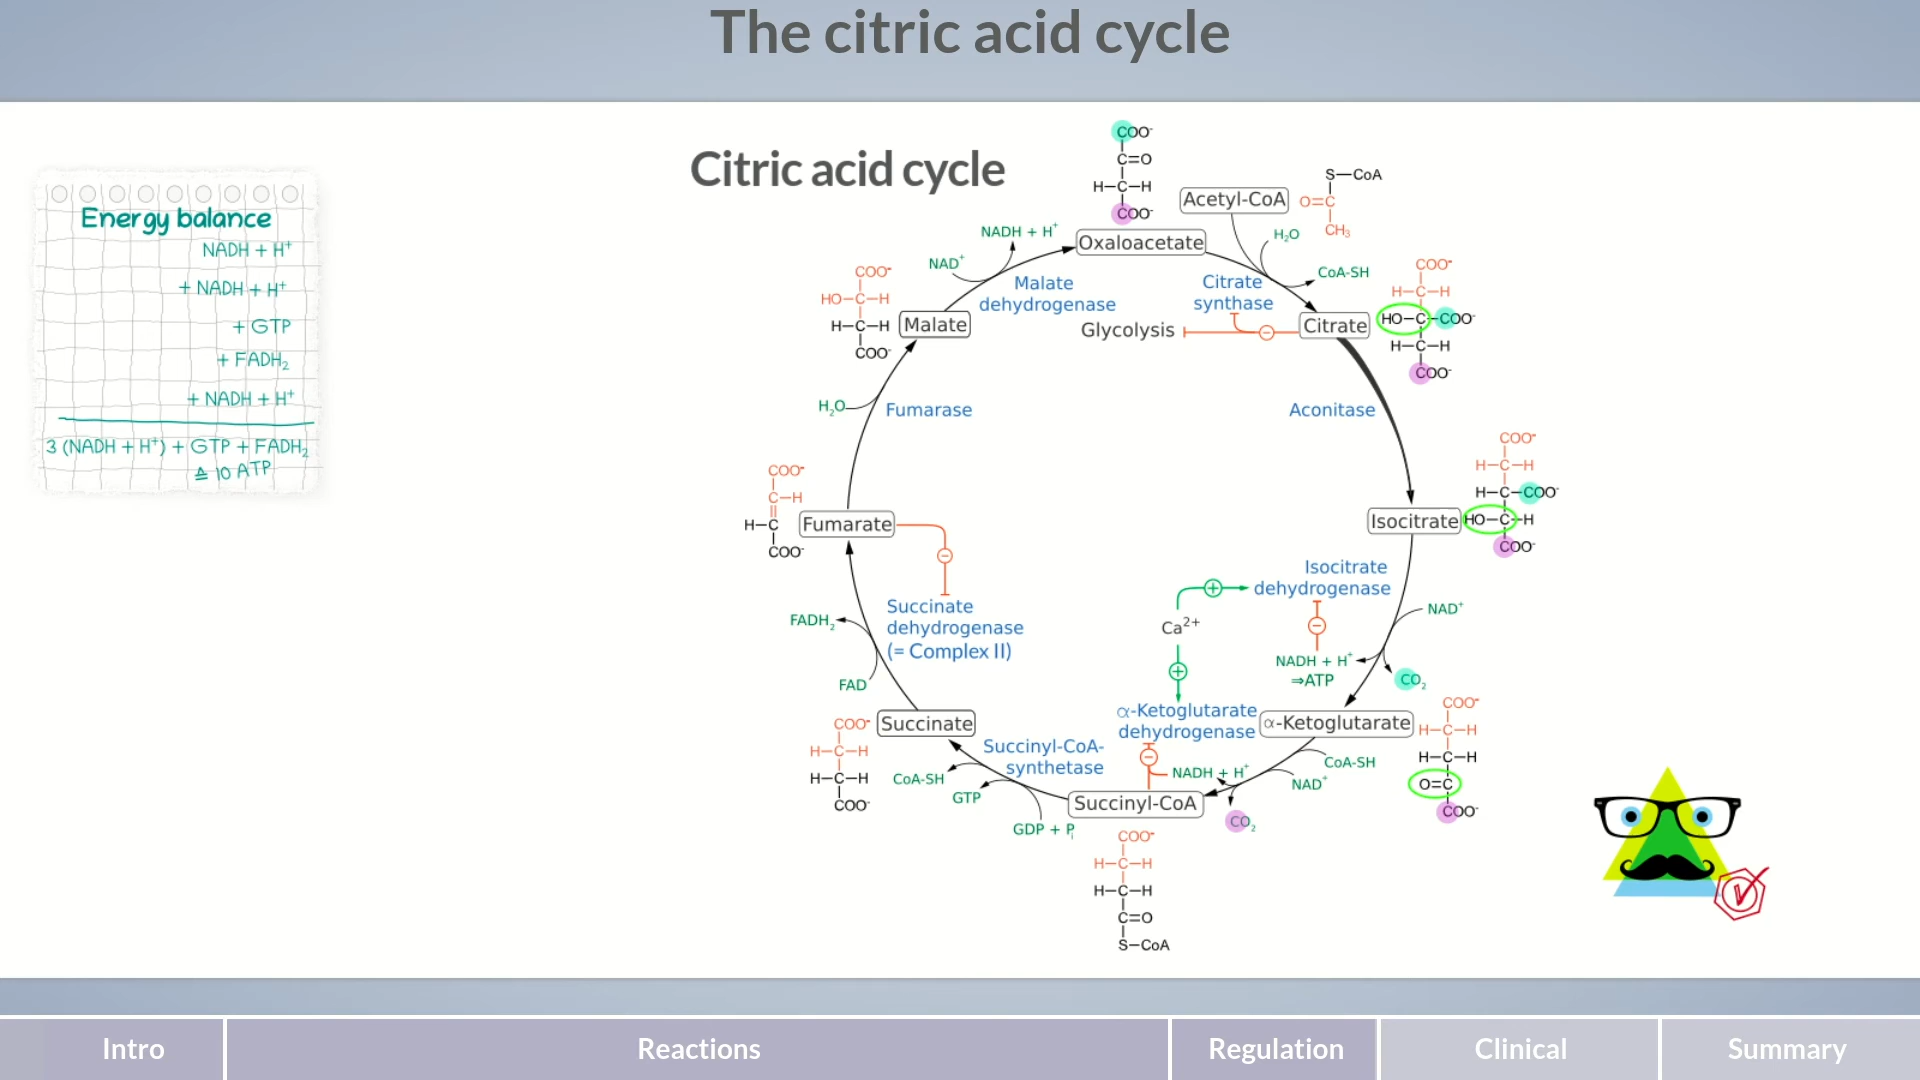 The citric acid cycle
Energy balance
NADH + H⁺
+ NADH + H⁺
+ GTP
+ FADH₂
+ NADH + H⁺
3 (NADH + H⁺) + GTP + FADH₂
≙ 10 ATP
Citric acid cycle
COO⁻
C=O
H–C–H
COO⁻
Oxaloacetate
Acetyl-CoA
S–CoA
O=C
CH₃
H₂O
CoA-SH
Citrate
synthase
Citrate
COO⁻
H–C–H
HO–C–COO⁻
H–C–H
COO⁻
Glycolysis
Aconitase
Isocitrate
COO⁻
H–C–H
H–C–COO⁻
HO–C–H
COO⁻
Isocitrate
dehydrogenase
NAD⁺
NADH + H⁺
⇒ATP
CO₂
Ca²⁺
α-Ketoglutarate
COO⁻
H–C–H
H–C–H
O=C
COO⁻
α-Ketoglutarate
dehydrogenase
CoA-SH
NAD⁺
NADH + H⁺
CO₂
Succinyl-CoA
COO⁻
H–C–H
H–C–H
C=O
S–CoA
Succinyl-CoA-
synthetase
GDP + Pᵢ
GTP
CoA-SH
Succinate
COO⁻
H–C–H
H–C–H
COO⁻
Succinate
dehydrogenase
(= Complex II)
FAD
FADH₂
Fumarate
COO⁻
C–H
H–C
COO⁻
Fumarase
H₂O
Malate
COO⁻
HO–C–H
H–C–H
COO⁻
Malate
dehydrogenase
NAD⁺
NADH + H⁺
Intro
Reactions
Regulation
Clinical
Summary